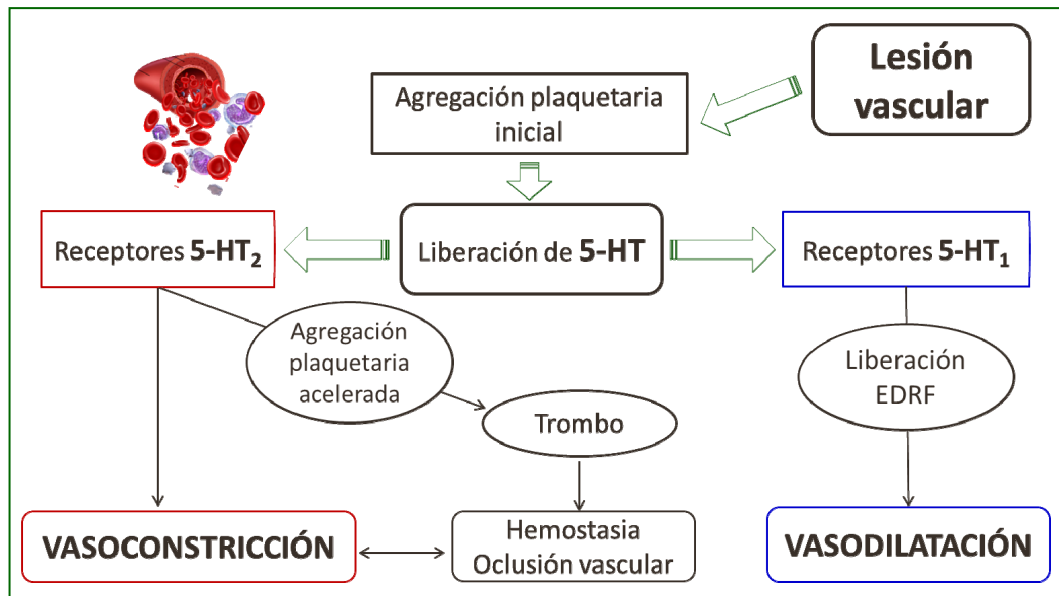 Lesión
vascular
Agregación plaquetaria
inicial
Receptores 5-HT₂
Liberación de 5-HT
Receptores 5-HT₁
Agregación
plaquetaria
acelerada
Liberación
EDRF
Trombo
VASOCONSTRICCIÓN
Hemostasia
Oclusión vascular
VASODILATACIÓN